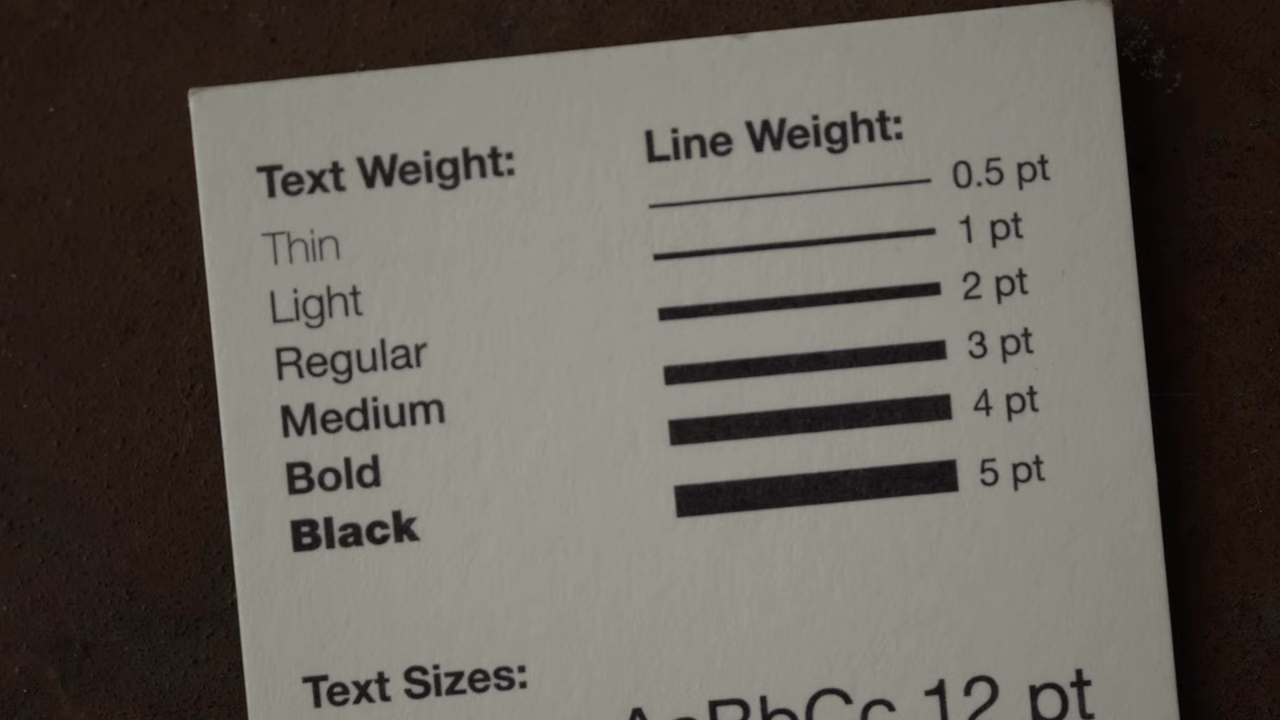 Text Weight:
Thin
Light
Regular
Medium
Bold
Black
Line Weight:
0.5 pt
1 pt
2 pt
3 pt
4 pt
5 pt
Text Sizes:
AaBbCc 12 pt